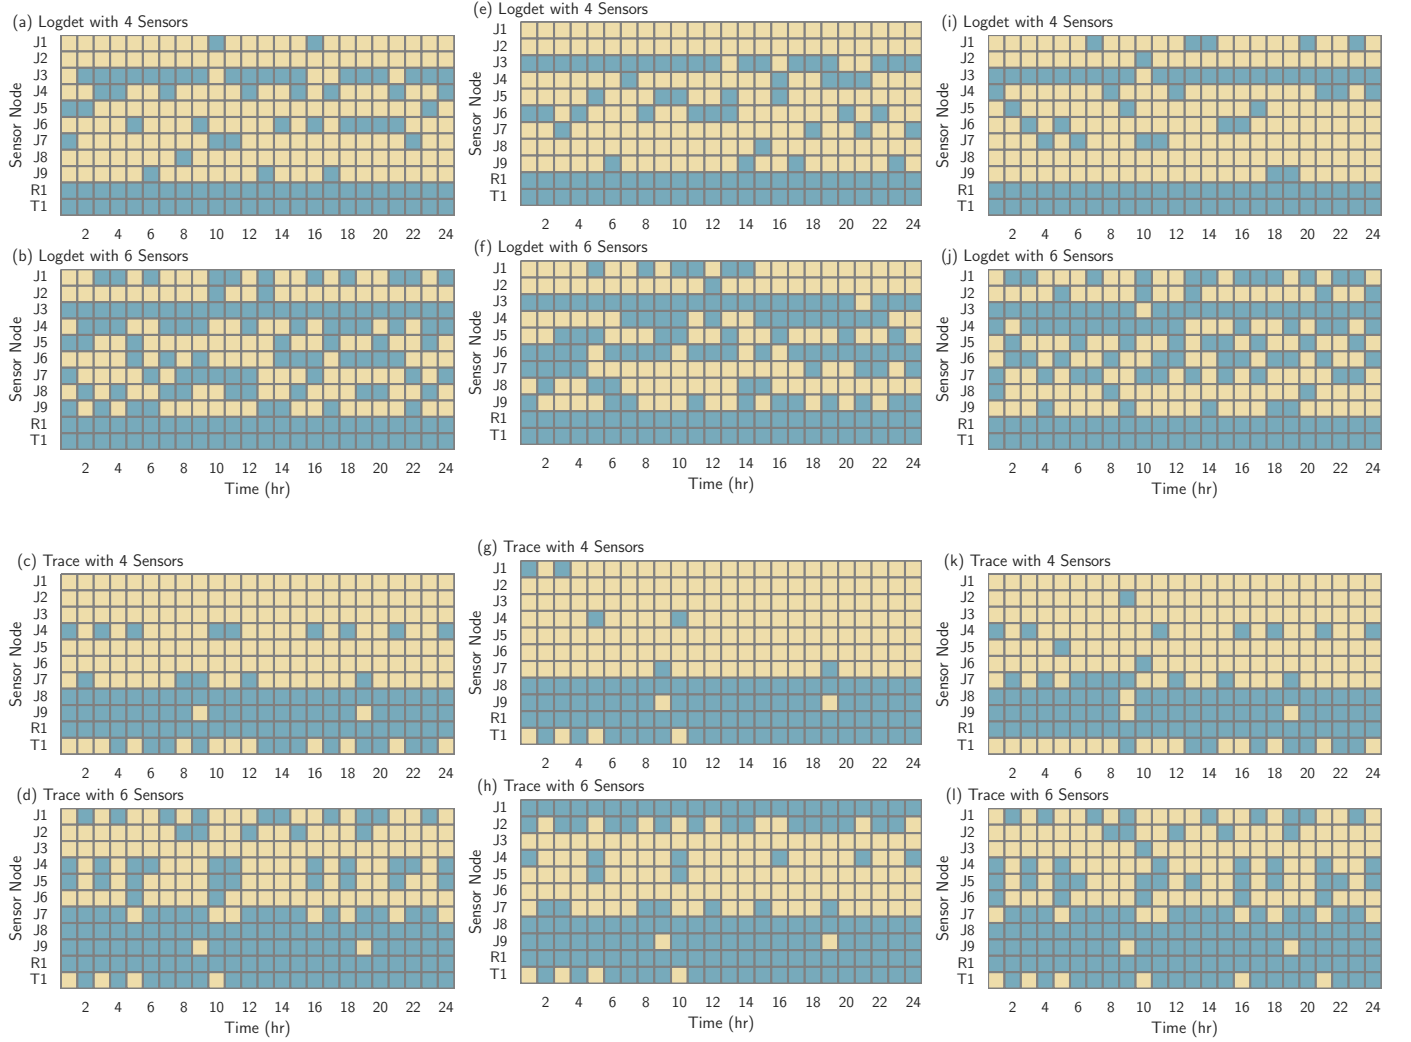 (a) Logdet with 4 Sensors
Sensor Node
J1
J2
J3
J4
J5
J6
J7
J8
J9
R1
T1
2 4 6 8 10 12 14 16 18 20 22 24
(b) Logdet with 6 Sensors
Sensor Node
J1
J2
J3
J4
J5
J6
J7
J8
J9
R1
T1
2 4 6 8 10 12 14 16 18 20 22 24
Time (hr)
(c) Trace with 4 Sensors
Sensor Node
J1
J2
J3
J4
J5
J6
J7
J8
J9
R1
T1
2 4 6 8 10 12 14 16 18 20 22 24
(d) Trace with 6 Sensors
Sensor Node
J1
J2
J3
J4
J5
J6
J7
J8
J9
R1
T1
2 4 6 8 10 12 14 16 18 20 22 24
Time (hr)
(e) Logdet with 4 Sensors
Sensor Node
J1
J2
J3
J4
J5
J6
J7
J8
J9
R1
T1
2 4 6 8 10 12 14 16 18 20 22 24
(f) Logdet with 6 Sensors
Sensor Node
J1
J2
J3
J4
J5
J6
J7
J8
J9
R1
T1
2 4 6 8 10 12 14 16 18 20 22 24
Time (hr)
(g) Trace with 4 Sensors
Sensor Node
J1
J2
J3
J4
J5
J6
J7
J8
J9
R1
T1
2 4 6 8 10 12 14 16 18 20 22 24
(h) Trace with 6 Sensors
Sensor Node
J1
J2
J3
J4
J5
J6
J7
J8
J9
R1
T1
2 4 6 8 10 12 14 16 18 20 22 24
Time (hr)
(i) Logdet with 4 Sensors
Sensor Node
J1
J2
J3
J4
J5
J6
J7
J8
J9
R1
T1
2 4 6 8 10 12 14 16 18 20 22 24
(j) Logdet with 6 Sensors
Sensor Node
J1
J2
J3
J4
J5
J6
J7
J8
J9
R1
T1
2 4 6 8 10 12 14 16 18 20 22 24
Time (hr)
(k) Trace with 4 Sensors
Sensor Node
J1
J2
J3
J4
J5
J6
J7
J8
J9
R1
T1
2 4 6 8 10 12 14 16 18 20 22 24
(l) Trace with 6 Sensors
Sensor Node
J1
J2
J3
J4
J5
J6
J7
J8
J9
R1
T1
2 4 6 8 10 12 14 16 18 20 22 24
Time (hr)